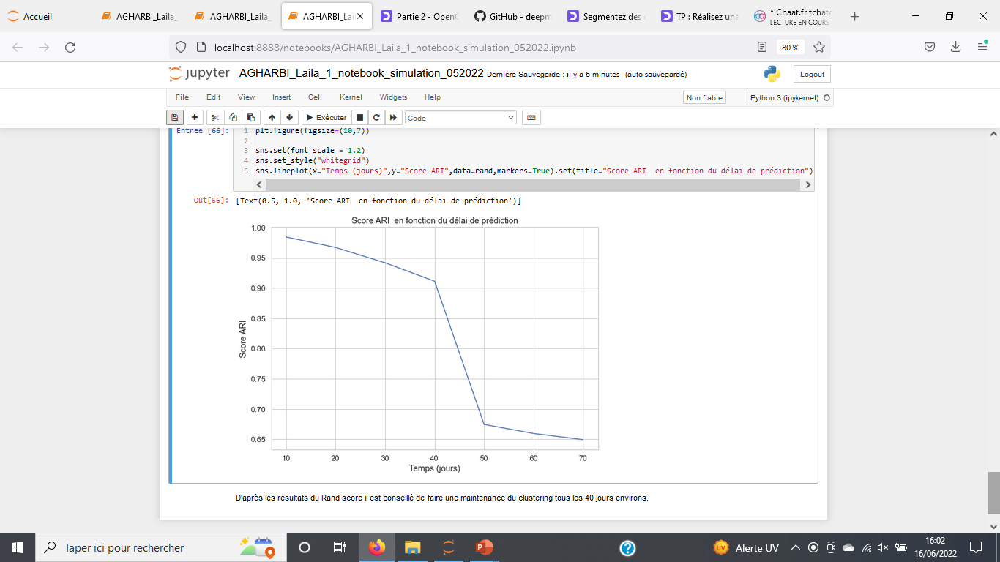 Accueil
AGHARBI_Laila_
AGHARBI_Laila_
AGHARBI_Lai
Partie 2 - OpenC
GitHub - deepm
Segmentez des
TP : Réalisez une
* Chaat.fr tchatc
LECTURE EN COURS
localhost:8888/notebooks/AGHARBI_Laila_1_notebook_simulation_052022.ipynb
80 %
jupyter AGHARBI_Laila_1_notebook_simulation_052022 Dernière Sauvegarde : il y a 5 minutes (auto-sauvegardé)
Logout
File Edit View Insert Cell Kernel Widgets Help
Non fiable
Python 3 (ipykernel)
Exécuter
Code
Entrée [66]:
1 plt.figure(figsize=(10,7))
2
3 sns.set(font_scale = 1.2)
4 sns.set_style("whitegrid")
5 sns.lineplot(x="Temps (jours)",y="Score ARI",data=rand,markers=True).set(title="Score ARI  en fonction du délai de prédiction")
Out[66]: [Text(0.5, 1.0, 'Score ARI  en fonction du délai de prédiction')]
Score ARI  en fonction du délai de prédiction
1.00
0.95
0.90
0.85
0.80
0.75
0.70
0.65
Score ARI
10 20 30 40 50 60 70
Temps (jours)
D'après les résultats du Rand score il est conseillé de faire une maintenance du clustering tous les 40 jours environs.
Taper ici pour rechercher
UV
Alerte UV
16:02
16/06/2022